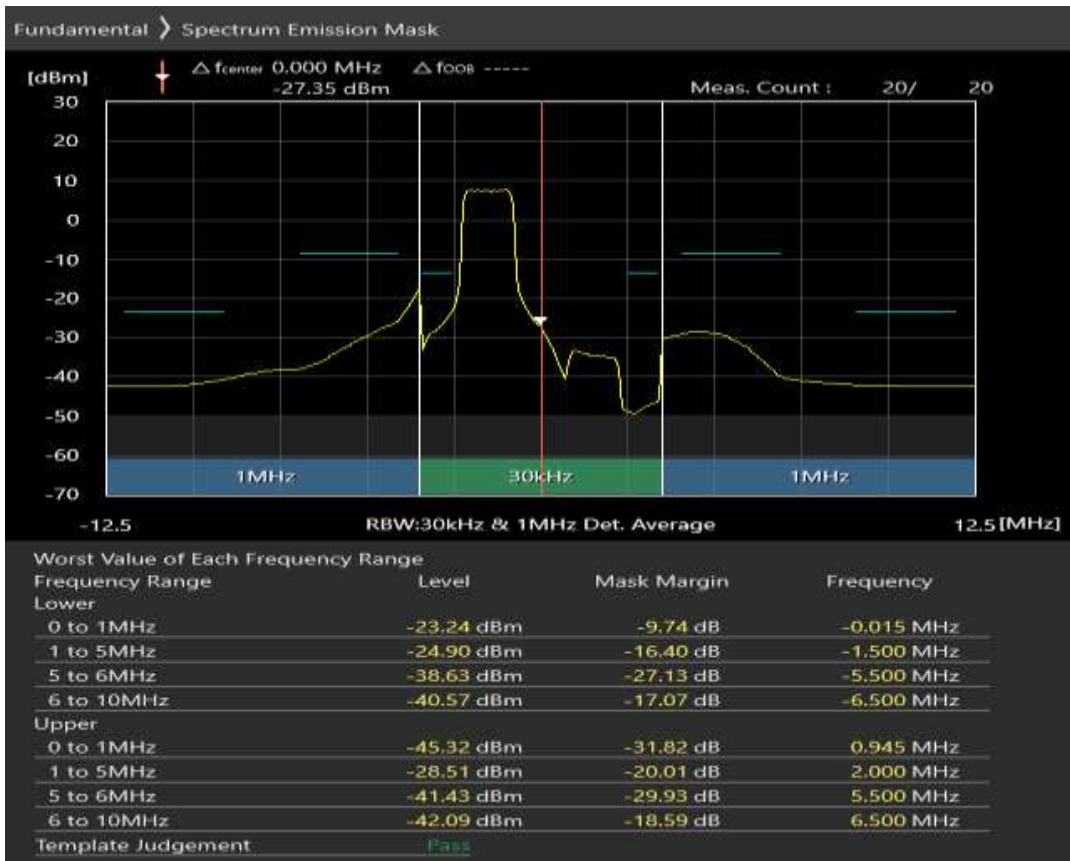 Fundamental 》 Spectrum Emission Mask
[dBm] △ fcenter 0.000 MHz △ fOOB -----
-27.35 dBm Meas. Count : 20/ 20
30
20
10
0
-10
-20
-30
-40
-50
-60
1MHz 30kHz 1MHz
-70
-12.5 RBW:30kHz & 1MHz Det. Average 12.5 [MHz]
Worst Value of Each Frequency Range
Frequency Range Level Mask Margin Frequency
Lower
0 to 1MHz -23.24 dBm -9.74 dB -0.015 MHz
1 to 5MHz -24.90 dBm -16.40 dB -1.500 MHz
5 to 6MHz -38.63 dBm -27.13 dB -5.500 MHz
6 to 10MHz -40.57 dBm -17.07 dB -6.500 MHz
Upper
0 to 1MHz -45.32 dBm -31.82 dB 0.945 MHz
1 to 5MHz -28.51 dBm -20.01 dB 2.000 MHz
5 to 6MHz -41.43 dBm -29.93 dB 5.500 MHz
6 to 10MHz -42.09 dBm -18.59 dB 6.500 MHz
Template Judgement Pass